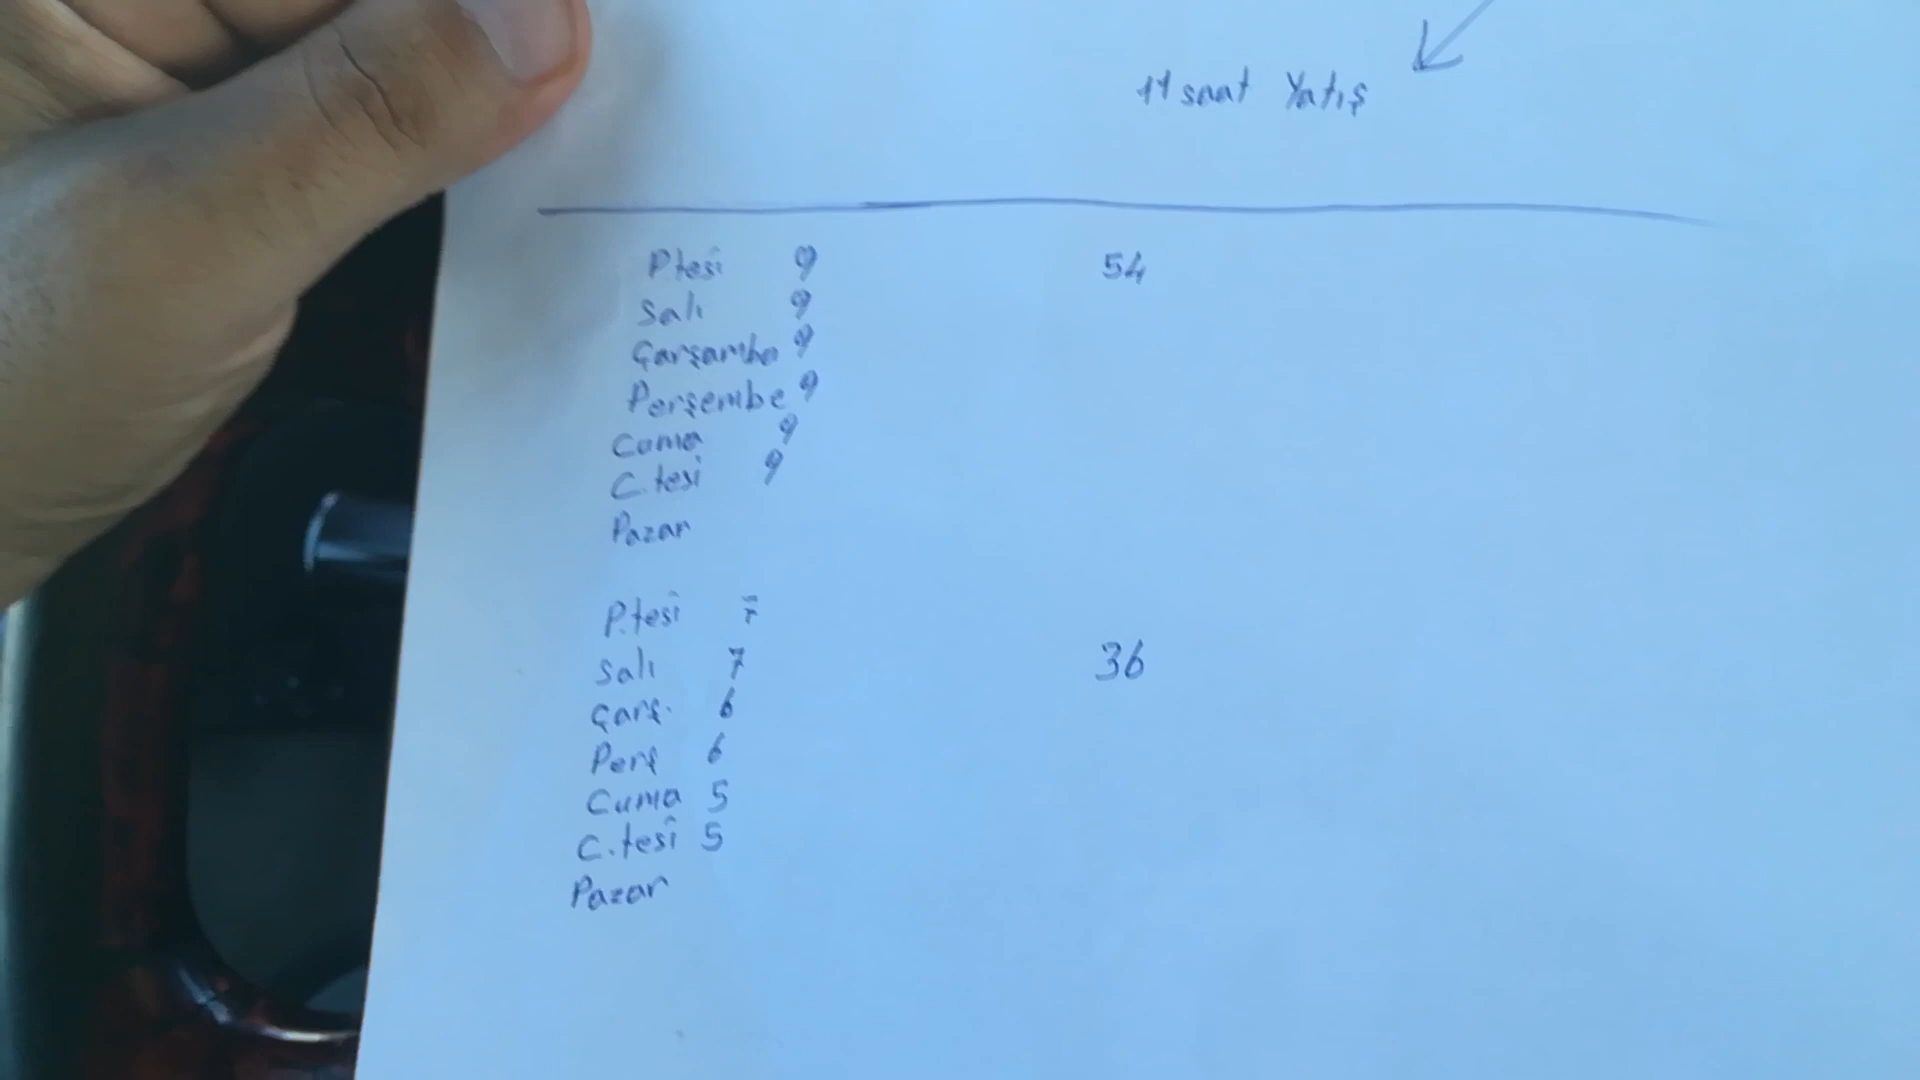 11 saat Yatış
P.tesi 9 54
Salı 9
Çarşamba 9
Perşembe 9
Cuma 9
C.tesi 9
Pazar
P.tesi 7
Salı 7 36
Çarş. 6
Perş 6
Cuma 5
C.tesi 5
Pazar